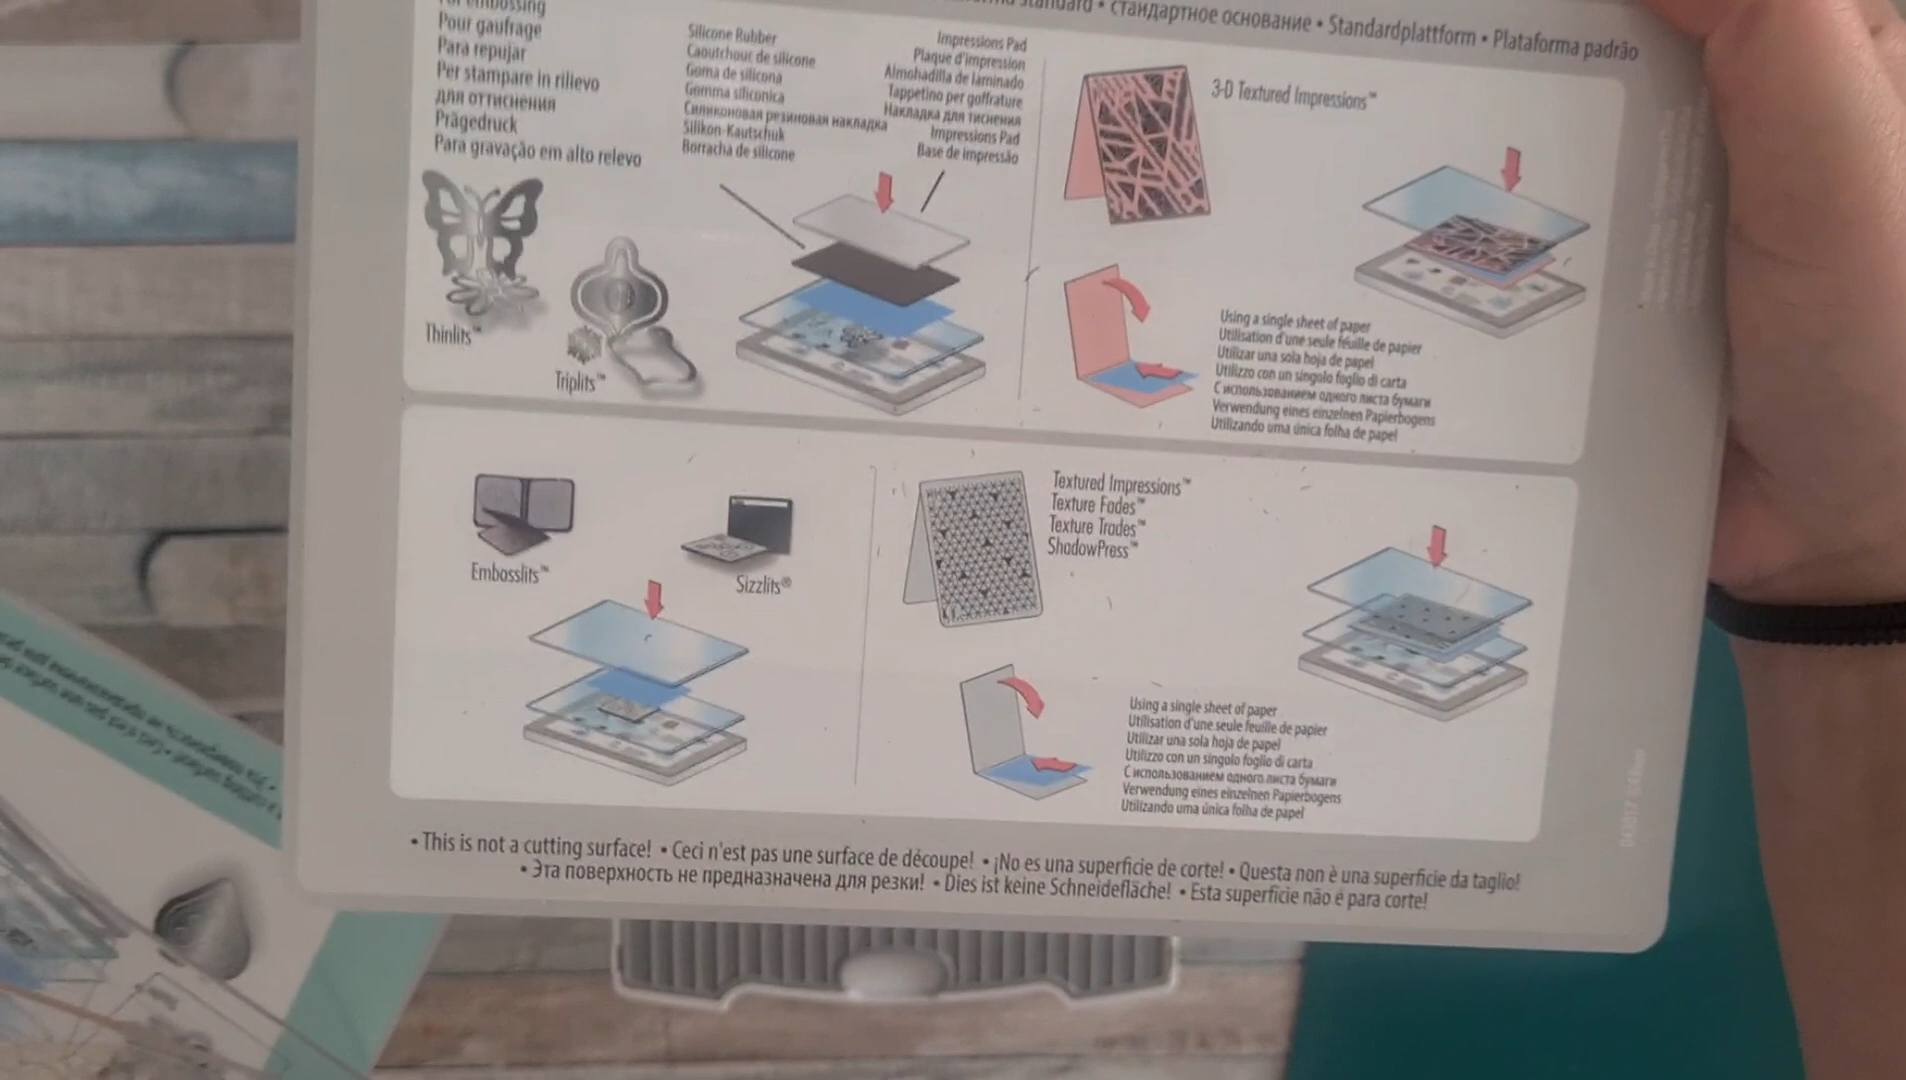 standard • стандартное основание • Standardplattform • Plataforma padrão
For embossing
Pour gaufrage
Para repujar
Per stampare in rilievo
для оттиснения
Prägedruck
Para gravação em alto relevo
Silicone Rubber
Caoutchouc de silicone
Goma de silicona
Gomma siliconica
Силиконовая резиновая накладка
Silikon-Kautschuk
Borracha de silicone
Impressions Pad
Plaque d'impression
Almohadilla de laminado
Tappetino per goffrature
Накладка для тиснения
Impressions Pad
Base de impressão
Thinlits™
Triplits™
3-D Textured Impressions™
Using a single sheet of paper
Utilisation d'une seule feuille de papier
Utilizar una sola hoja de papel
Utilizzo con un singolo foglio di carta
С использованием одного листа бумаги
Verwendung eines einzelnen Papierbogens
Utilizando uma única folha de papel
Embosslits™
Sizzlits®
Textured Impressions™
Texture Fades™
Texture Trades™
ShadowPress™
Using a single sheet of paper
Utilisation d'une seule feuille de papier
Utilizar una sola hoja de papel
Utilizzo con un singolo foglio di carta
С использованием одного листа бумаги
Verwendung eines einzelnen Papierbogens
Utilizando uma única folha de papel
• This is not a cutting surface! • Ceci n'est pas une surface de découpe! • ¡No es una superficie de corte! • Questa non è una superficie da taglio!
• Эта поверхность не предназначена для резки! • Dies ist keine Schneidefläche! • Esta superfície não é para corte!